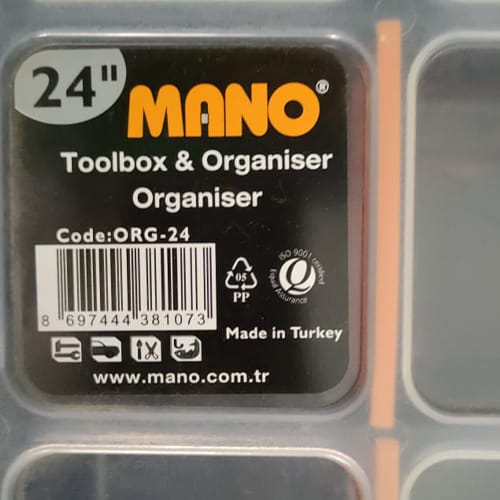 24"
MANO®
Toolbox & Organiser
Organiser
Code:ORG-24
8 697444 381073
05
PP
ISO 9001 certified
Equal Assurance
Made in Turkey
www.mano.com.tr